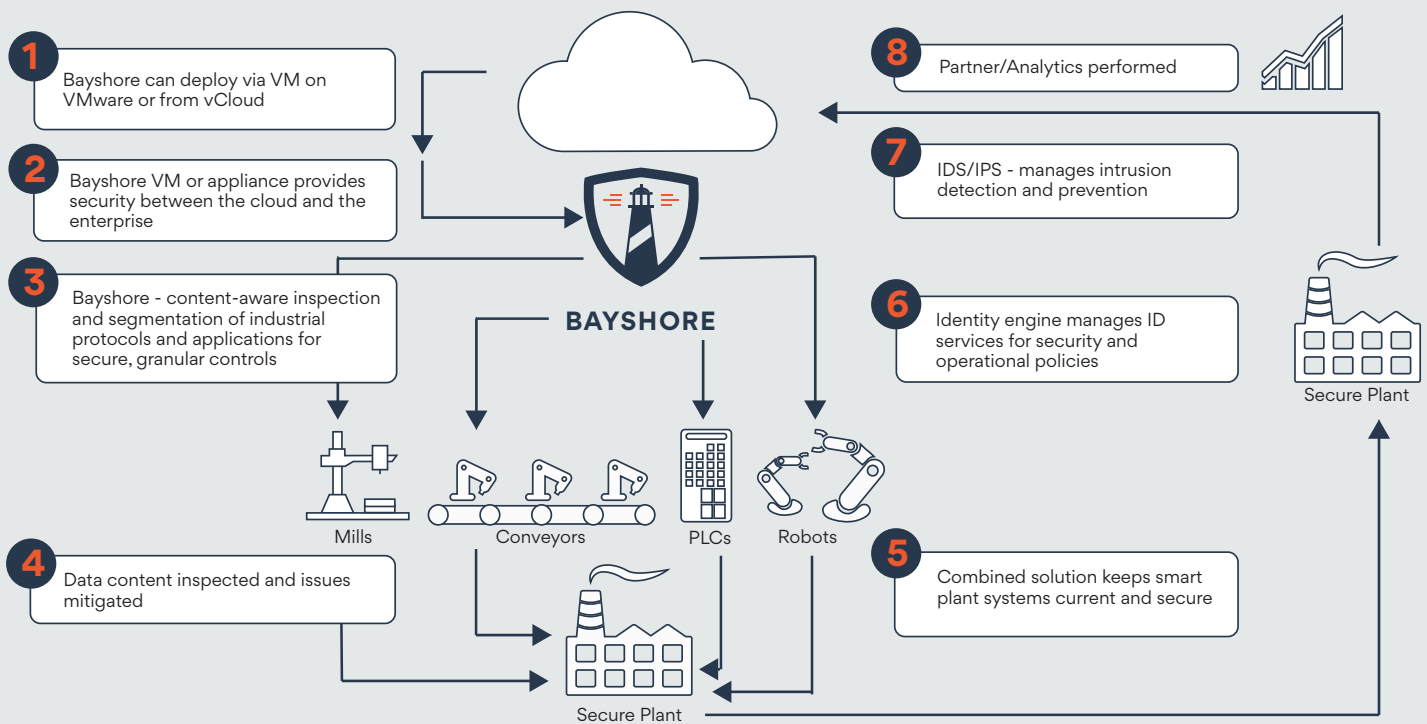 1
Bayshore can deploy via VM on
VMware or from vCloud
2
Bayshore VM or appliance provides
security between the cloud and the
enterprise
3
Bayshore - content-aware inspection
and segmentation of industrial
protocols and applications for
secure, granular controls
BAYSHORE
Mills
Conveyors
PLCs
Robots
4
Data content inspected and issues
mitigated
Secure Plant
5
Combined solution keeps smart
plant systems current and secure
6
Identity engine manages ID
services for security and
operational policies
Secure Plant
7
IDS/IPS - manages intrusion
detection and prevention
8
Partner/Analytics performed